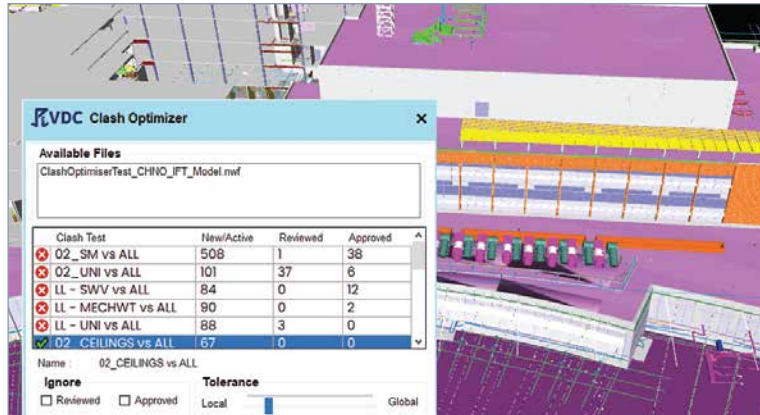 VDC Clash Optimizer
Available Files
ClashOptimiserTest_CHNO_IFT_Model.nwf
Clash Test New/Active Reviewed Approved
02_SM vs ALL 508 1 38
02_UNI vs ALL 101 37 6
LL - SWV vs ALL 84 0 12
LL - MECHWT vs ALL 90 0 2
LL - UNI vs ALL 88 3 0
02_CEILINGS vs ALL 67 0 0
Name : 02_CEILINGS vs ALL
Ignore Tolerance
Reviewed Approved Local Global